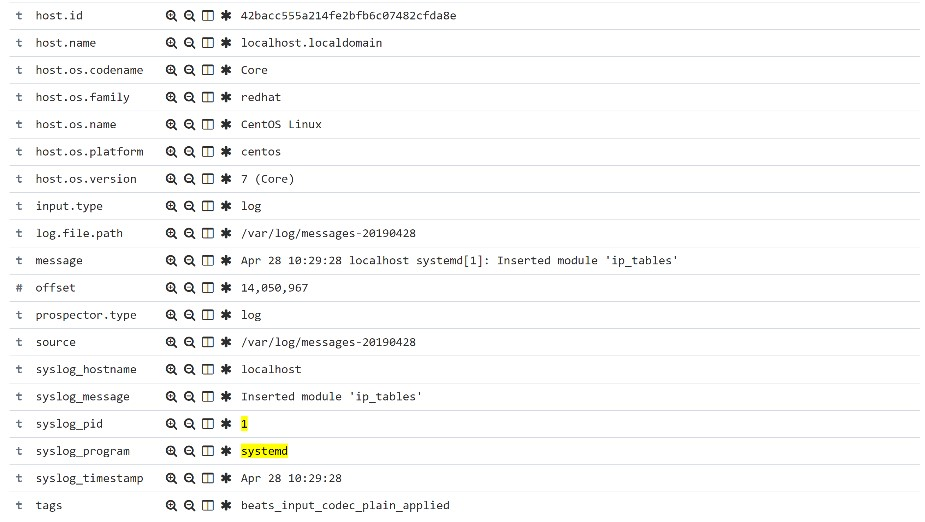 t host.id 42bacc555a214fe2bfb6c07482cfda8e
t host.name localhost.localdomain
t host.os.codename Core
t host.os.family redhat
t host.os.name CentOS Linux
t host.os.platform centos
t host.os.version 7 (Core)
t input.type log
t log.file.path /var/log/messages-20190428
t message Apr 28 10:29:28 localhost systemd[1]: Inserted module 'ip_tables'
# offset 14,050,967
t prospector.type log
t source /var/log/messages-20190428
t syslog_hostname localhost
t syslog_message Inserted module 'ip_tables'
t syslog_pid 1
t syslog_program systemd
t syslog_timestamp Apr 28 10:29:28
t tags beats_input_codec_plain_applied